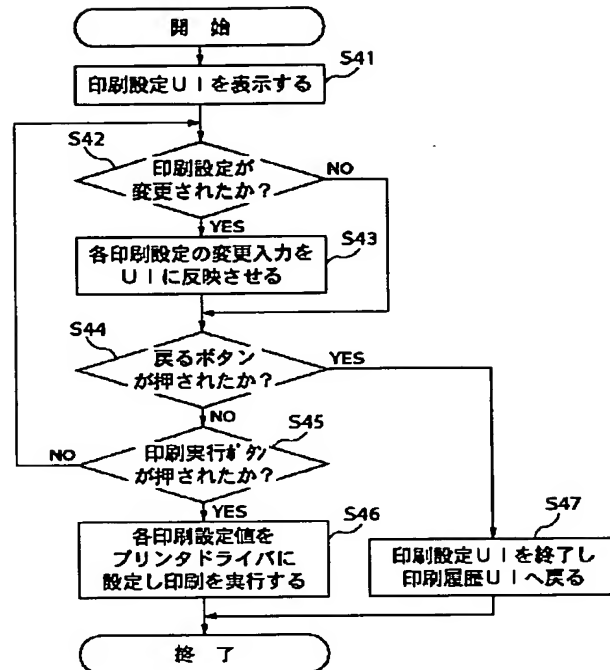 開 始
S41
印刷設定UIを表示する
S42
印刷設定が
変更されたか?
NO
YES
S43
各印刷設定の変更入力を
UIに反映させる
S44
戻るボタン
が押されたか?
YES
NO
S45
印刷実行ボタン
が押されたか?
NO
YES
S46
各印刷設定値を
プリンタドライバに
設定し印刷を実行する
S47
印刷設定UIを終了し
印刷履歴UIへ戻る
終 了